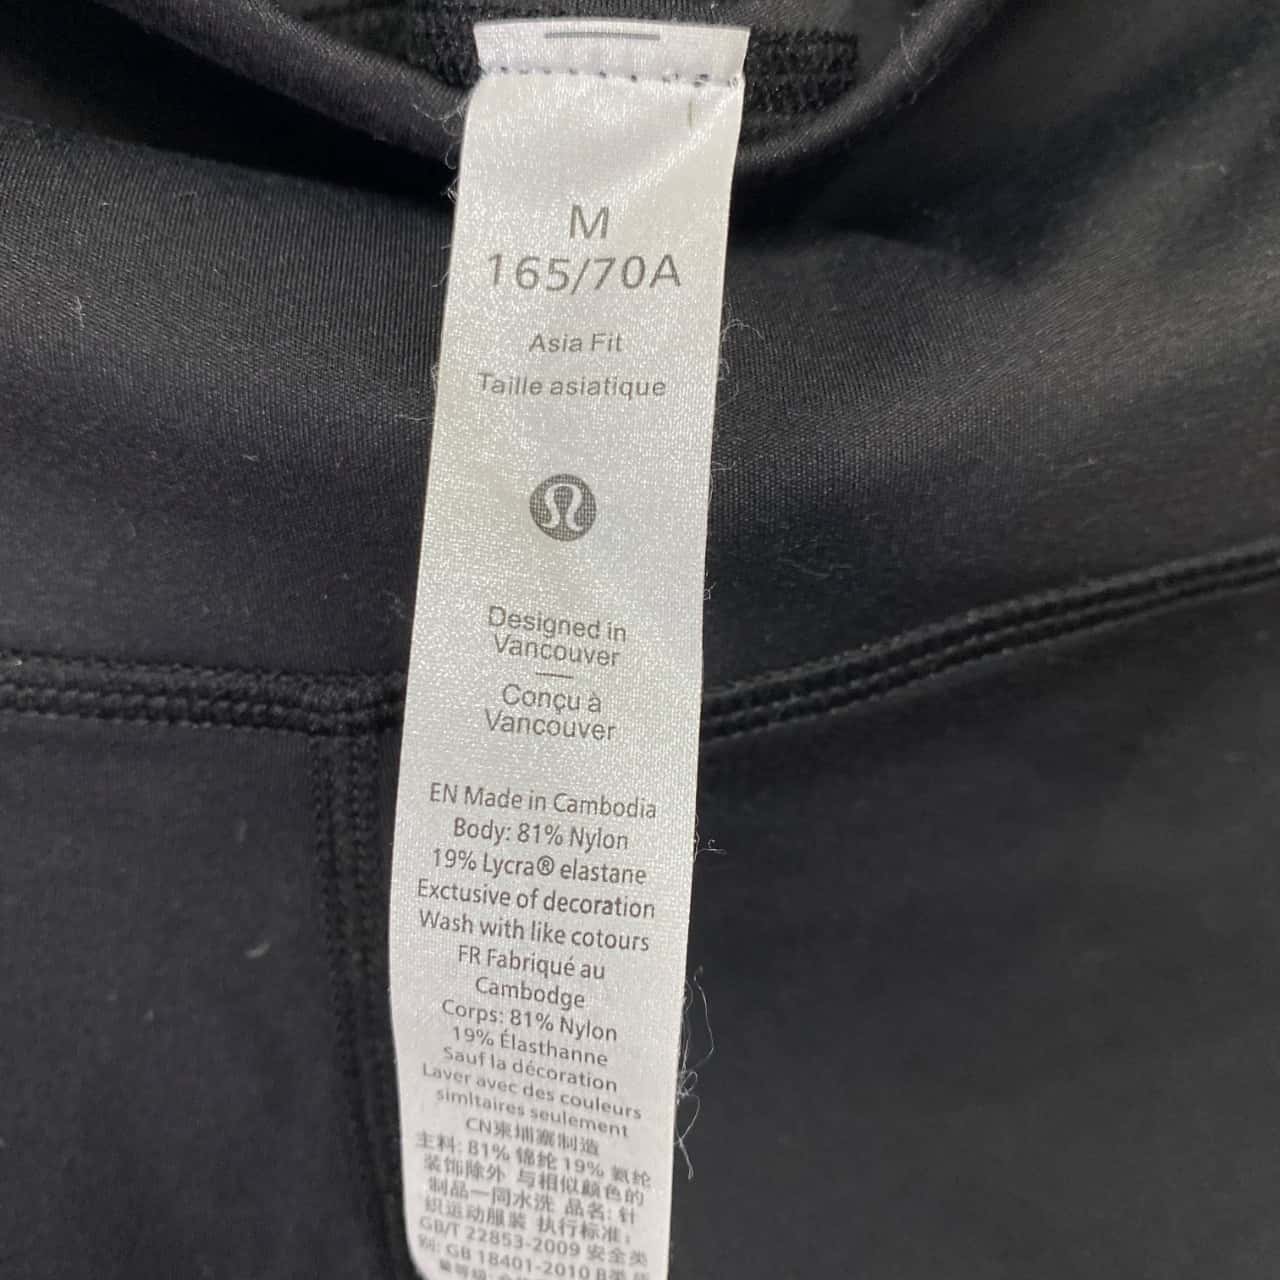 M
165/70A
Asia Fit
Taille asiatique
Designed in
Vancouver
Conçu à
Vancouver
EN Made in Cambodia
Body: 81% Nylon
19% Lycra® elastane
Exctusive of decoration
Wash with like cotours
FR Fabriqué au
Cambodge
Corps: 81% Nylon
19% Élasthanne
Sauf la décoration
Laver avec des couleurs
simltaires seulement
CN柬埔寨制造
主料: 81% 锦纶 19% 氨纶
装饰除外 与相似颜色的
制品一同水洗 品名: 针
织运动服装 执行标准:
GB/T 22853-2009 安全类
别: GB 18401-2010 B类